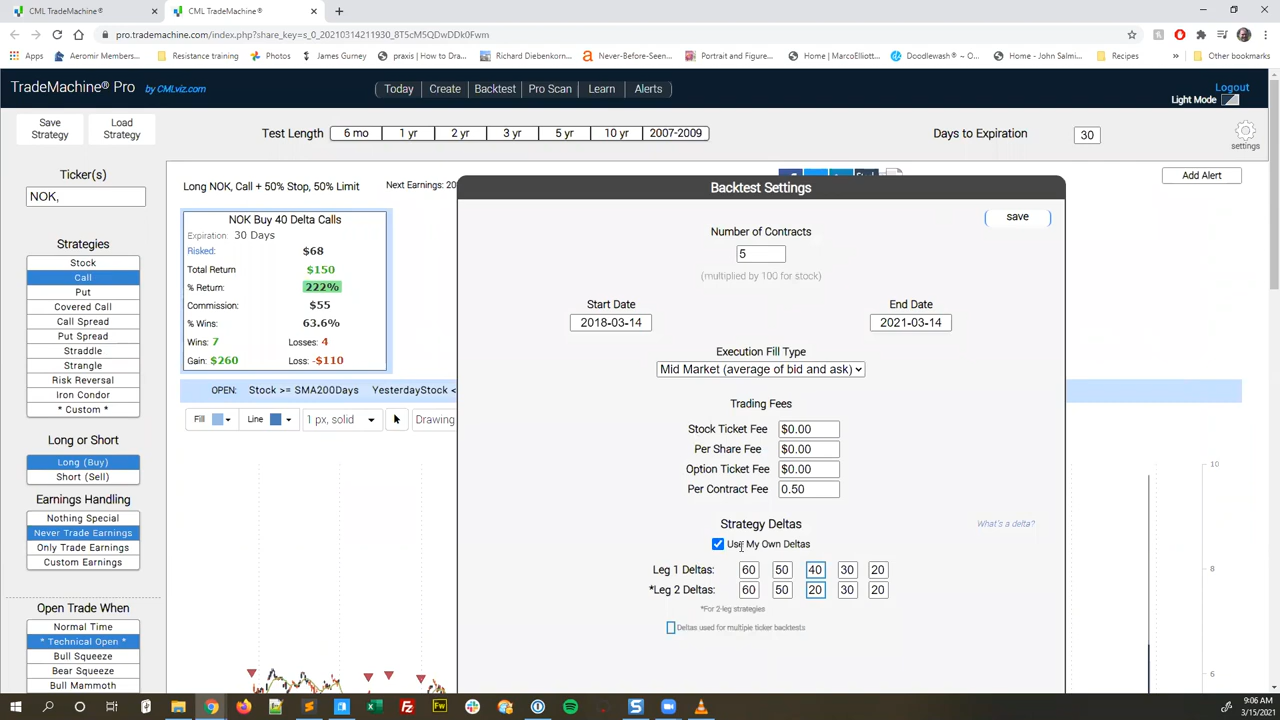 CML TradeMachine®
CML TradeMachine®
pro.trademachine.com/index.php?share_key=s_0_20210314211930_8T5cM5QDwDDk0Fwm
Apps
Aeromir Members...
Resistance training
Photos
James Gurney
praxis | How to Dra...
Richard Diebenkorn...
Never-Before-Seen...
Portrait and Figure...
Home | MarcoElliott...
Doodlewash® ~ O...
Home - John Salmi...
Recipes
»
Other bookmarks
TradeMachine® Pro by CMLviz.com
Today
Create
Backtest
Pro Scan
Learn
Alerts
Logout
Light Mode
Save Strategy
Load Strategy
Test Length
6 mo
1 yr
2 yr
3 yr
5 yr
10 yr
2007-2009
Days to Expiration
30
settings
Ticker(s)
NOK,
Long NOK, Call + 50% Stop, 50% Limit
Next Earnings: 20
Add Alert
NOK Buy 40 Delta Calls
Expiration: 30 Days
Risked: $68
Total Return $150
% Return: 222%
Commission: $55
% Wins: 63.6%
Wins: 7 Losses: 4
Gain: $260 Loss: -$110
OPEN: Stock >= SMA200Days YesterdayStock <
Fill
Line
1 px, solid
Drawing
Strategies
Stock
Call
Put
Covered Call
Call Spread
Put Spread
Straddle
Strangle
Risk Reversal
Iron Condor
* Custom *
Long or Short
Long (Buy)
Short (Sell)
Earnings Handling
Nothing Special
Never Trade Earnings
Only Trade Earnings
Custom Earnings
Open Trade When
Normal Time
* Technical Open *
Bull Squeeze
Bear Squeeze
Bull Mammoth
Backtest Settings
save
Number of Contracts
5
(multiplied by 100 for stock)
Start Date
End Date
2018-03-14
2021-03-14
Execution Fill Type
Mid Market (average of bid and ask)
Trading Fees
Stock Ticket Fee $0.00
Per Share Fee $0.00
Option Ticket Fee $0.00
Per Contract Fee 0.50
Strategy Deltas
What's a delta?
Use My Own Deltas
Leg 1 Deltas: 60 50 40 30 20
*Leg 2 Deltas: 60 50 20 30 20
*For 2-leg strategies
Deltas used for multiple ticker backtests
10
8
6
9:06 AM
3/15/2021